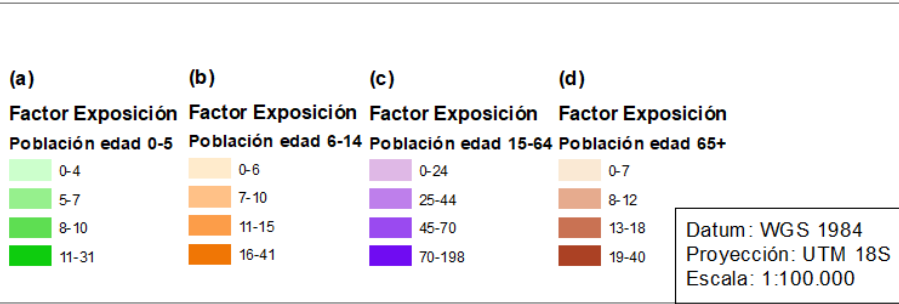 (a)
Factor Exposición
Población edad 0-5
0-4
5-7
8-10
11-31
(b)
Factor Exposición
Población edad 6-14
0-6
7-10
11-15
16-41
(c)
Factor Exposición
Población edad 15-64
0-24
25-44
45-70
70-198
(d)
Factor Exposición
Población edad 65+
0-7
8-12
13-18
19-40
Datum: WGS 1984
Proyección: UTM 18S
Escala: 1:100.000